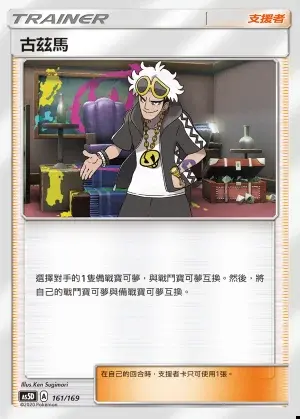 TRAINER
支援者
古茲馬
選擇對手的1隻備戰寶可夢,與戰鬥寶可夢互換。然後,將
自己的戰鬥寶可夢與備戰寶可夢互換。
Illus.Ken Sugimori
AS5D A 161/169
©2020 Pokémon
在自己的回合時,支援者卡只可使用1張。